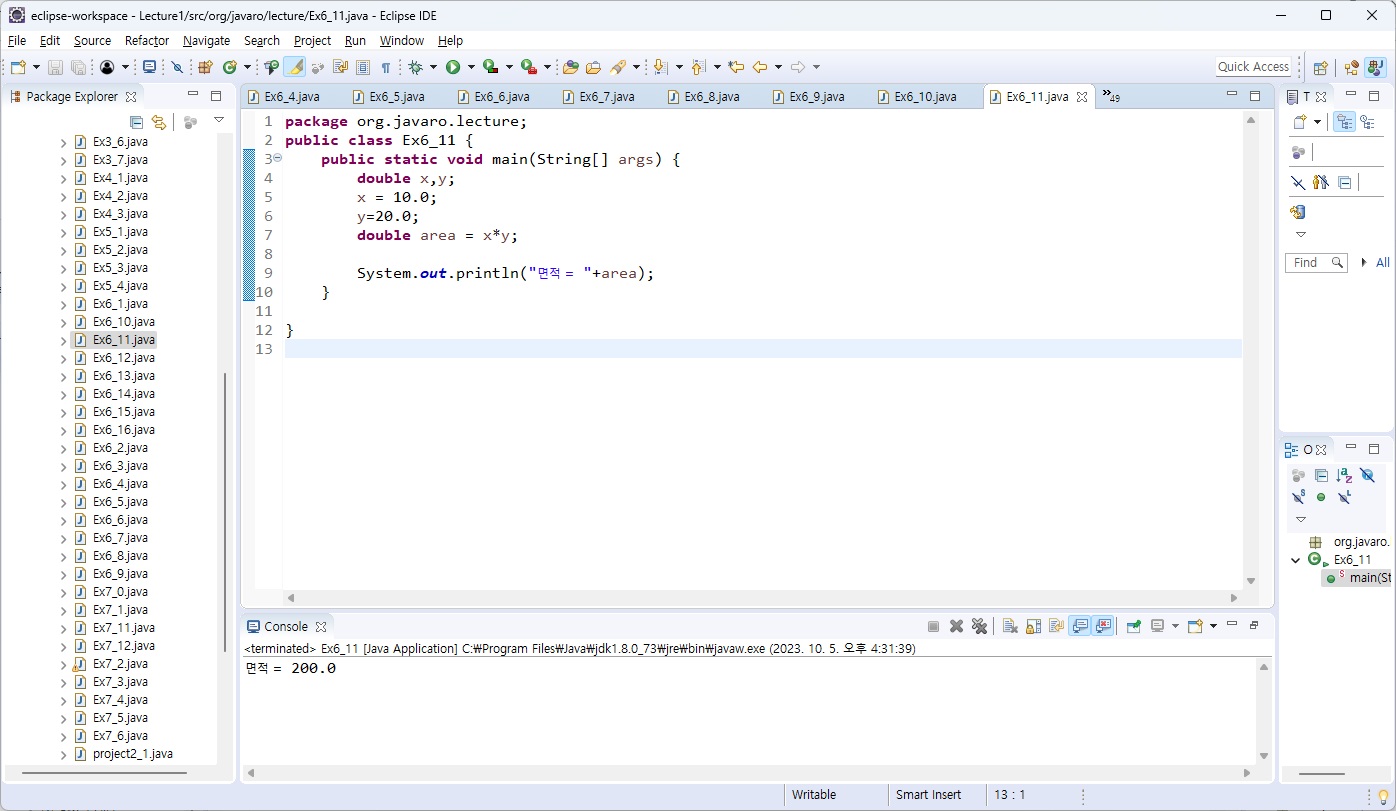 eclipse-workspace - Lecture1/src/org/javaro/lecture/Ex6_11.java - Eclipse IDE
File Edit Source Refactor Navigate Search Project Run Window Help
Quick Access
Package Explorer
Ex3_6.java
Ex3_7.java
Ex4_1.java
Ex4_2.java
Ex4_3.java
Ex5_1.java
Ex5_2.java
Ex5_3.java
Ex5_4.java
Ex6_1.java
Ex6_10.java
Ex6_11.java
Ex6_12.java
Ex6_13.java
Ex6_14.java
Ex6_15.java
Ex6_16.java
Ex6_2.java
Ex6_3.java
Ex6_4.java
Ex6_5.java
Ex6_6.java
Ex6_7.java
Ex6_8.java
Ex6_9.java
Ex7_0.java
Ex7_1.java
Ex7_11.java
Ex7_12.java
Ex7_2.java
Ex7_3.java
Ex7_4.java
Ex7_5.java
Ex7_6.java
project2_1.java
Ex6_4.java Ex6_5.java Ex6_6.java Ex6_7.java Ex6_8.java Ex6_9.java Ex6_10.java Ex6_11.java »49
1 package org.javaro.lecture;
2 public class Ex6_11 {
3 public static void main(String[] args) {
4 double x,y;
5 x = 10.0;
6 y=20.0;
7 double area = x*y;
8
9 System.out.println("면적 = "+area);
10 }
11
12 }
13
Console
<terminated> Ex6_11 [Java Application] C:₩Program Files₩Java₩jdk1.8.0_73₩jre₩bin₩javaw.exe (2023. 10. 5. 오후 4:31:39)
면적 = 200.0
T
Find All
O
org.javaro.
Ex6_11
main(St
Writable Smart Insert 13 : 1